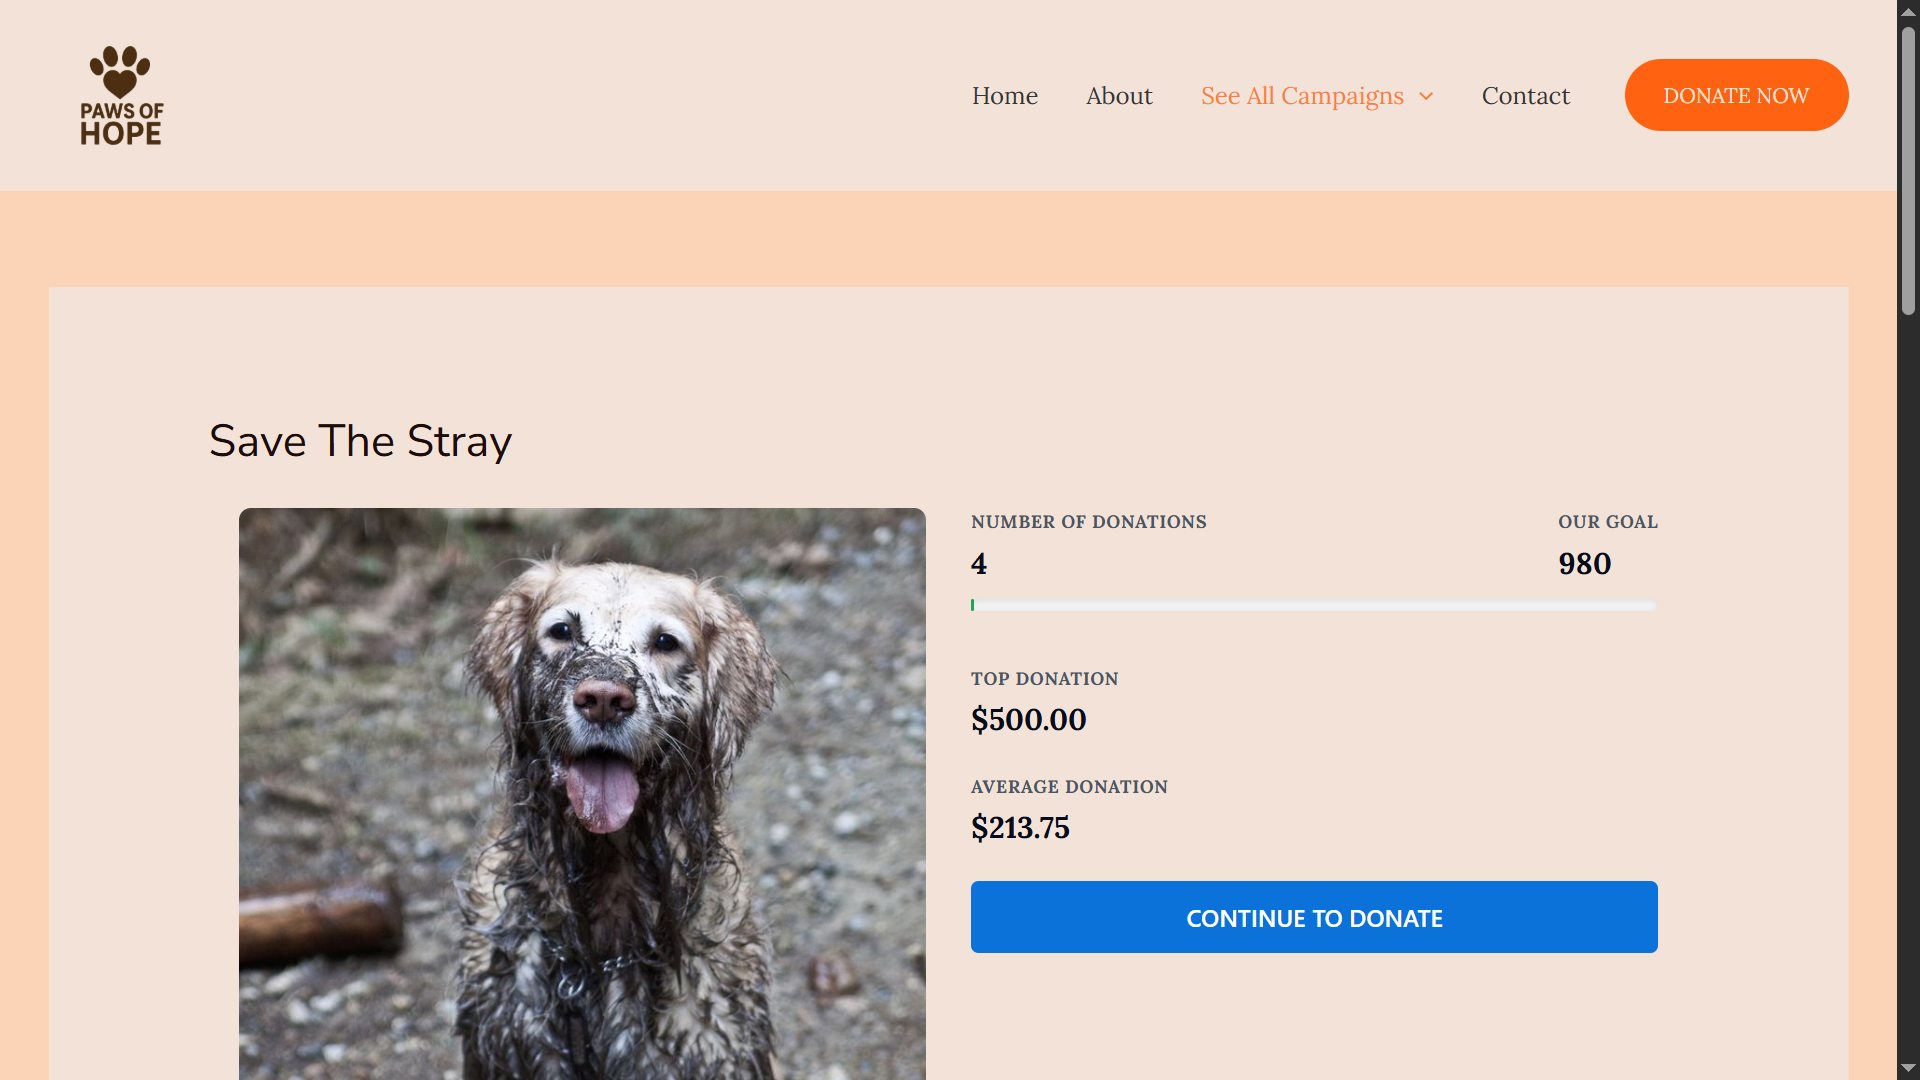 PAWS OF
HOPE
Home
About
See All Campaigns
Contact
DONATE NOW
Save The Stray
NUMBER OF DONATIONS
4
OUR GOAL
980
TOP DONATION
$500.00
AVERAGE DONATION
$213.75
CONTINUE TO DONATE